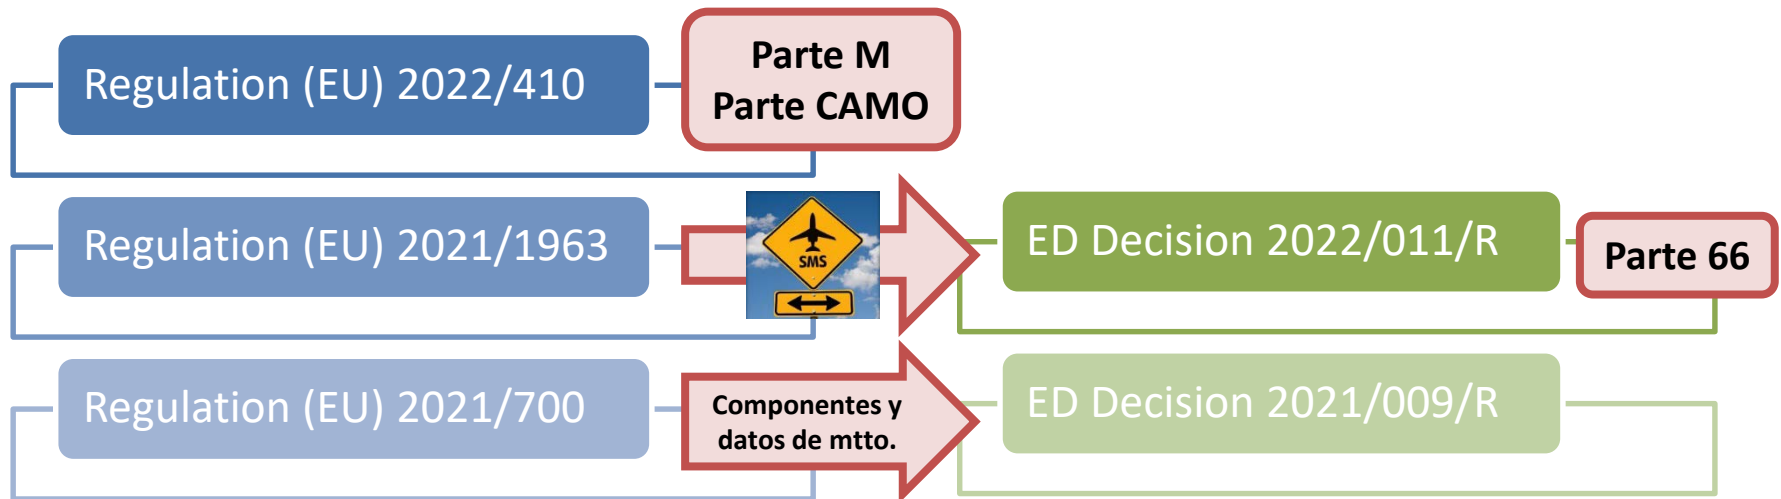 Regulation (EU) 2022/410
Parte M
Parte CAMO
Regulation (EU) 2021/1963
SMS
ED Decision 2022/011/R
Parte 66
Regulation (EU) 2021/700
Componentes y
datos de mtto.
ED Decision 2021/009/R